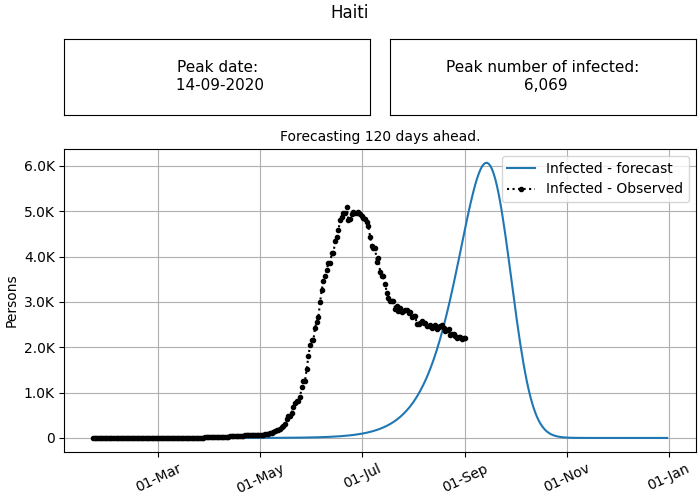 Haiti
Peak date:
14-09-2020
Peak number of infected:
6,069
Forecasting 120 days ahead.
Infected - forecast
Infected - Observed
6.0K
5.0K
4.0K
3.0K
2.0K
1.0K
0
Persons
01-Mar
01-May
01-Jul
01-Sep
01-Nov
01-Jan